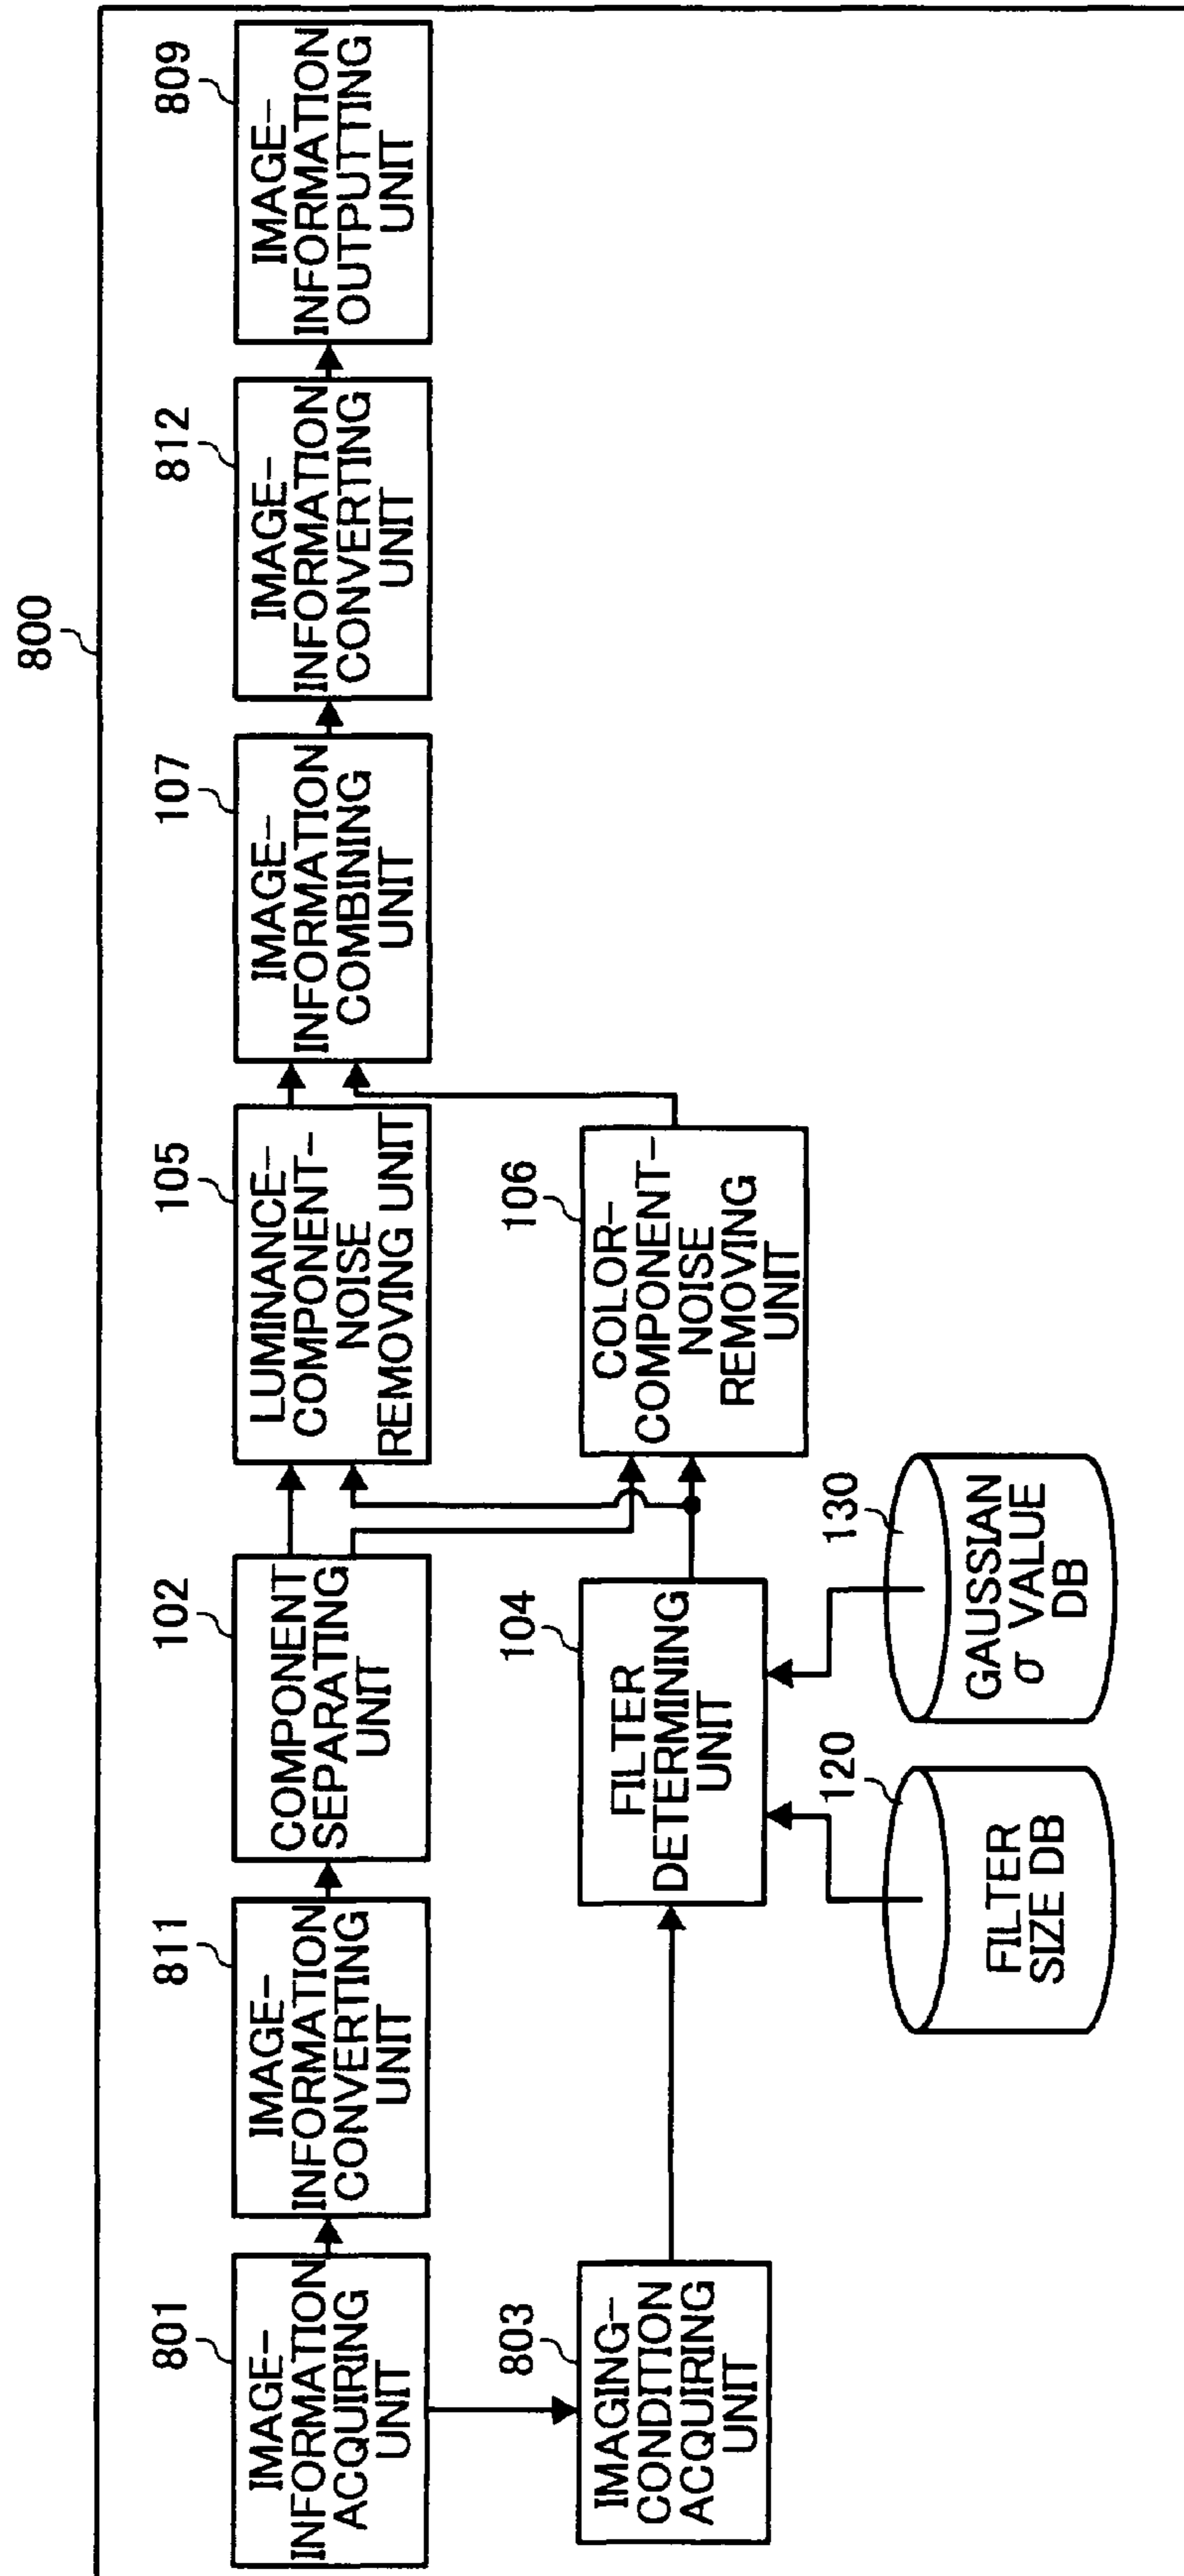 800
801
IMAGE-
INFORMATION
ACQUIRING
UNIT
811
IMAGE-
INFORMATION
CONVERTING
UNIT
102
COMPONENT
SEPARATING
UNIT
105
LUMINANCE-
COMPONENT-
NOISE
REMOVING UNIT
107
IMAGE-
INFORMATION
COMBINING
UNIT
812
IMAGE-
INFORMATION
CONVERTING
UNIT
809
IMAGE-
INFORMATION
OUTPUTTING
UNIT
803
IMAGING-
CONDITION
ACQUIRING
UNIT
104
FILTER
DETERMINING
UNIT
106
COLOR-
COMPONENT-
NOISE
REMOVING
UNIT
120
FILTER
SIZE DB
130
GAUSSIAN
σ VALUE
DB